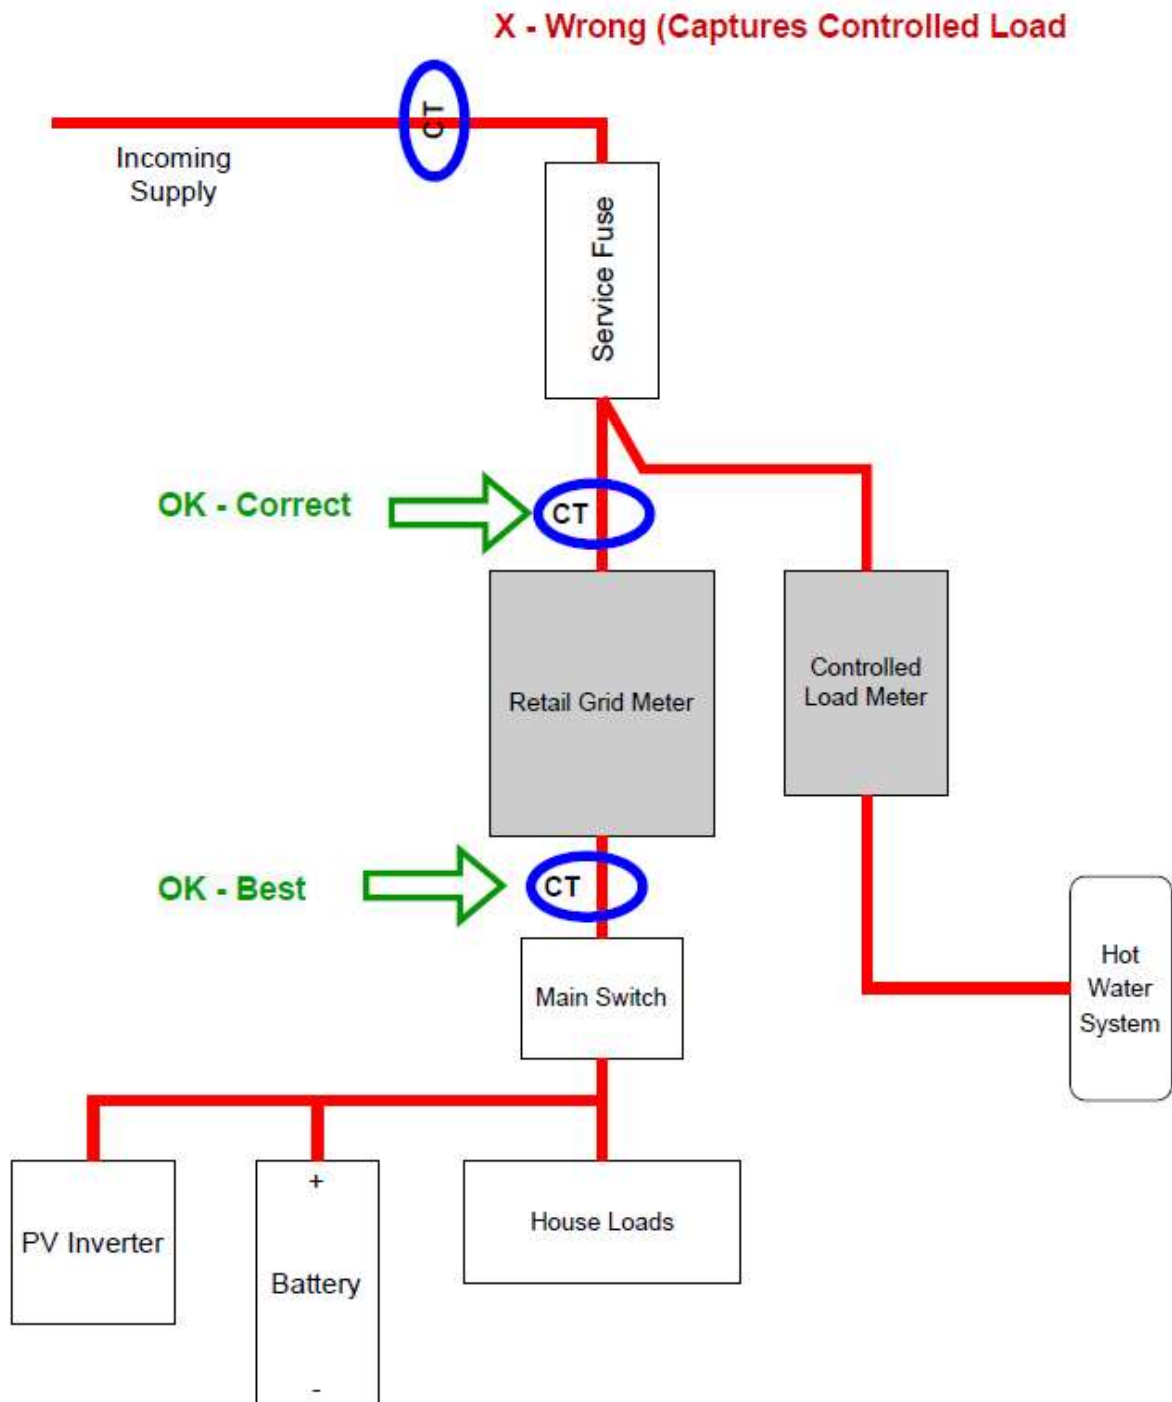 X - Wrong (Captures Controlled Load
CT
Incoming
Supply
Service Fuse
OK - Correct
CT
Retail Grid Meter
Controlled
Load Meter
OK - Best
CT
Main Switch
Hot
Water
System
PV Inverter
+
Battery
-
House Loads